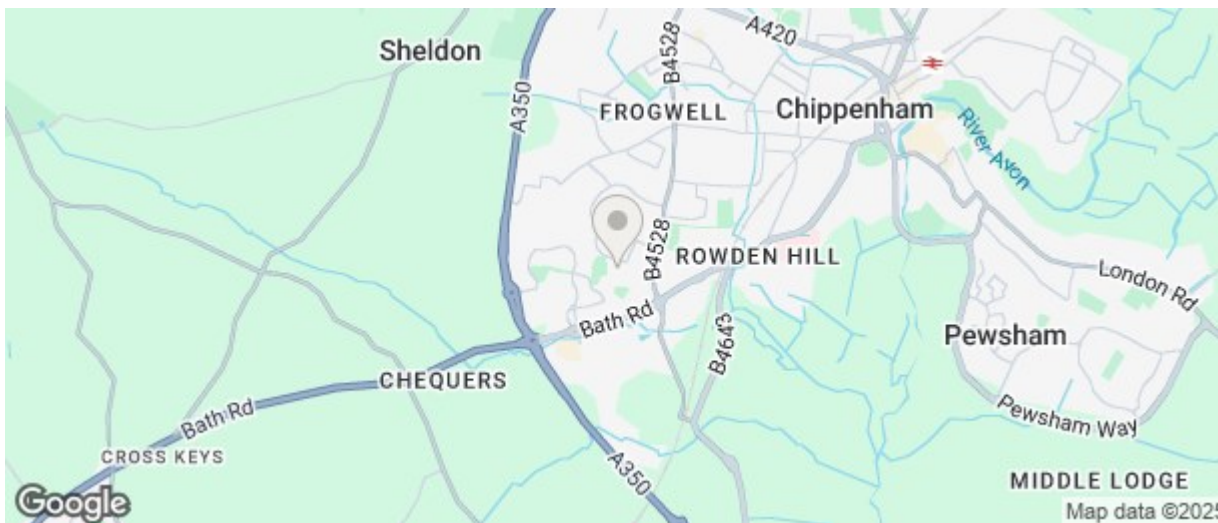 A420
B4528
Sheldon
A350
FROGWELL
Chippenham
River Avon
B4528
ROWDEN HILL
London Rd
Bath Rd
Pewsham
B4643
CHEQUERS
Bath Rd
Pewsham Way
CROSS KEYS
A350
MIDDLE LODGE
Google
Map data ©2025